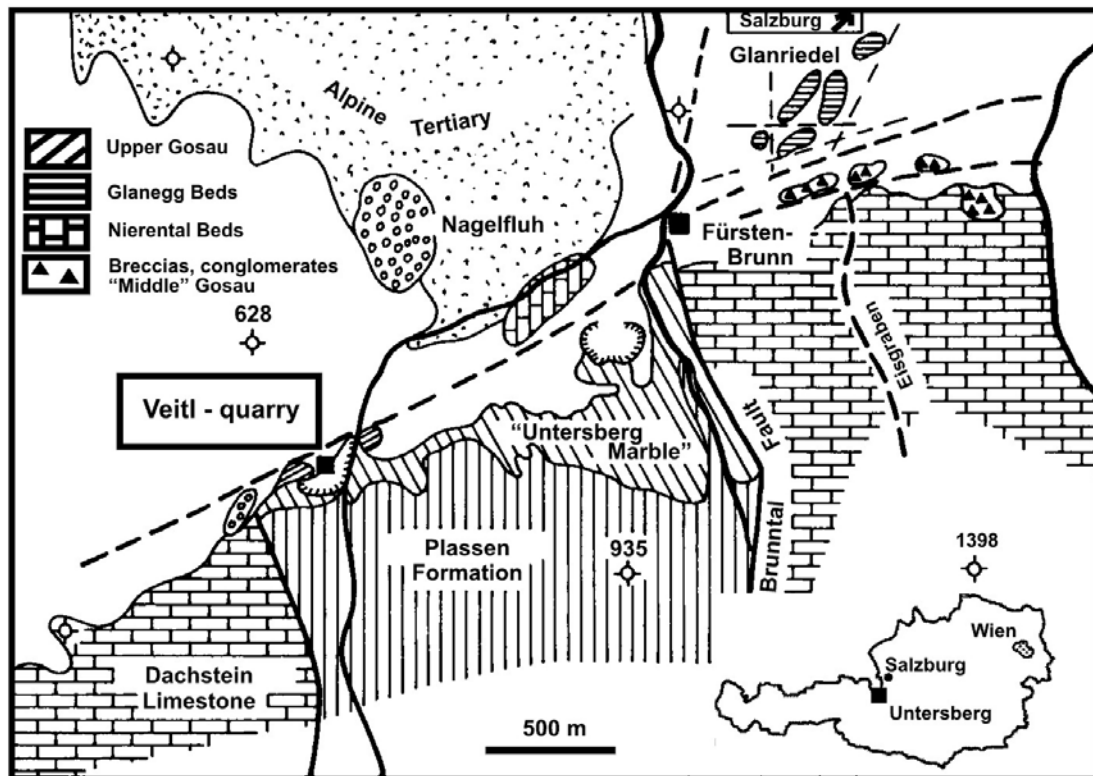 Salzburg
Glanriedel
Alpine
Tertiary
Upper Gosau
Glanegg Beds
Nierental Beds
Breccias, conglomerates
"Middle" Gosau
Nagelfluh
Fürsten-
Brunn
628
Veitl - quarry
Eisgraben
"Untersberg
Marble"
Fault
Brunntal
Plassen
Formation
935
1398
Dachstein
Limestone
500 m
Wien
Salzburg
Untersberg